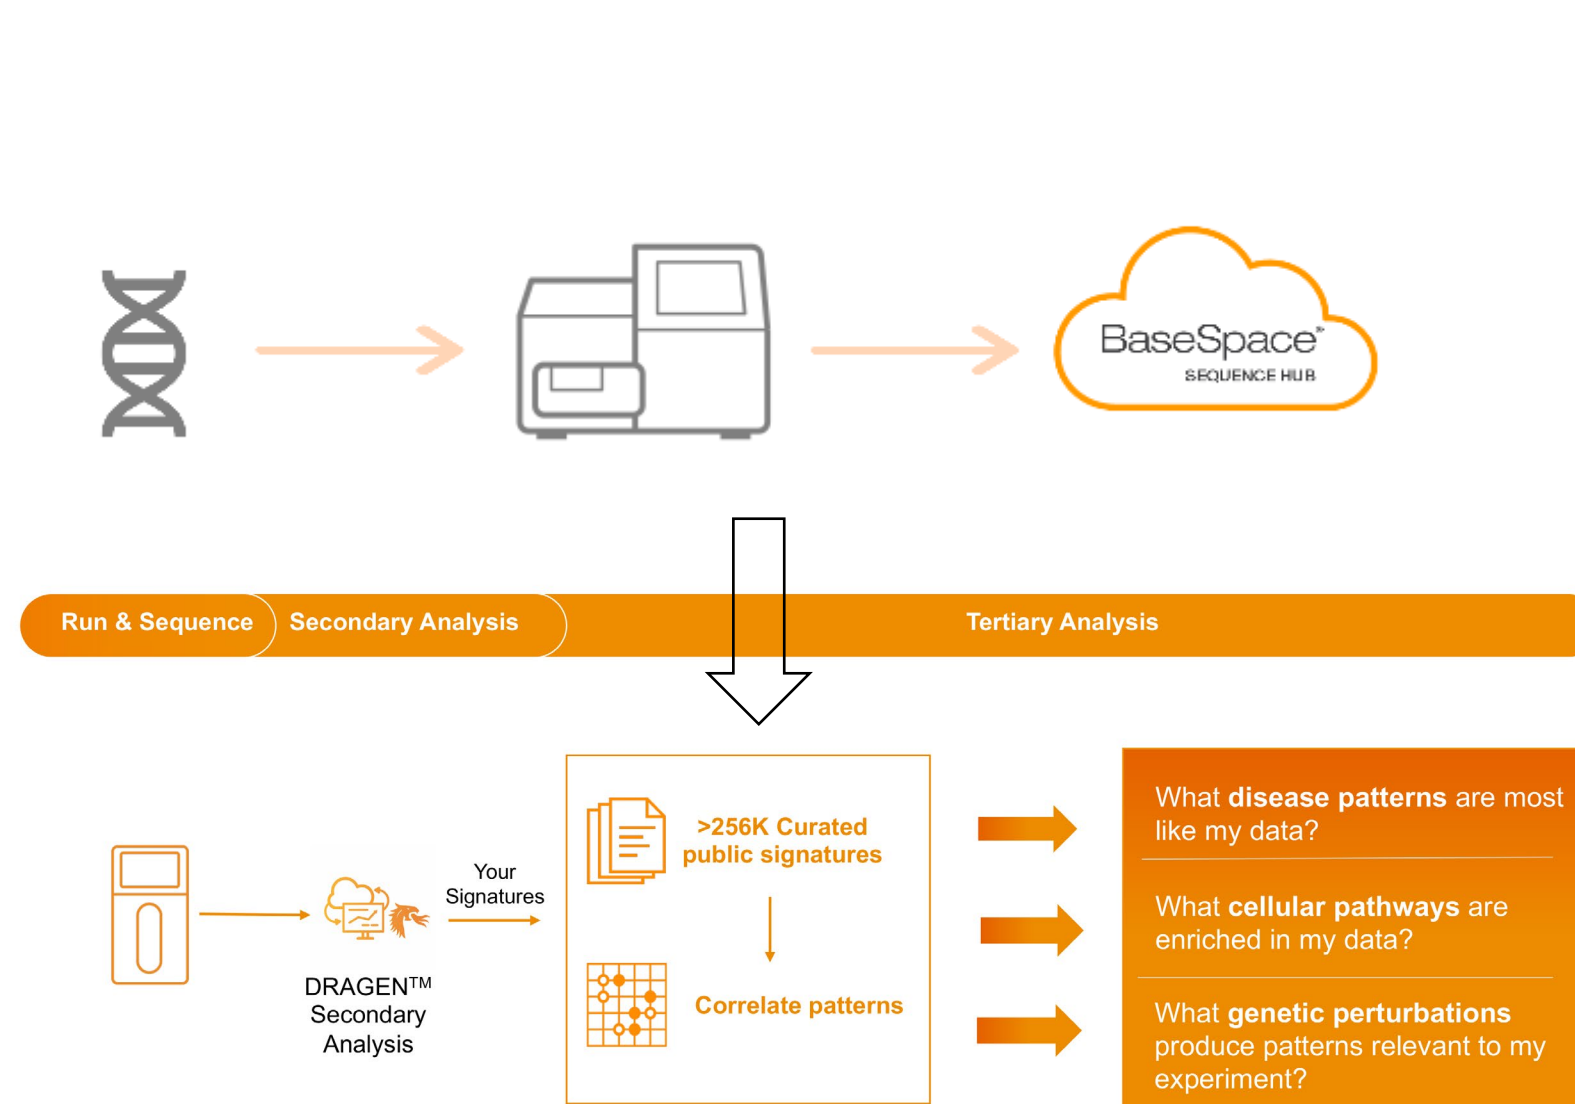 BaseSpace®
SEQUENCE HUB
Run & Sequence
Secondary Analysis
Tertiary Analysis
Your
Signatures
DRAGEN™
Secondary
Analysis
>256K Curated
public signatures
Correlate patterns
What disease patterns are most
like my data?
What cellular pathways are
enriched in my data?
What genetic perturbations
produce patterns relevant to my
experiment?